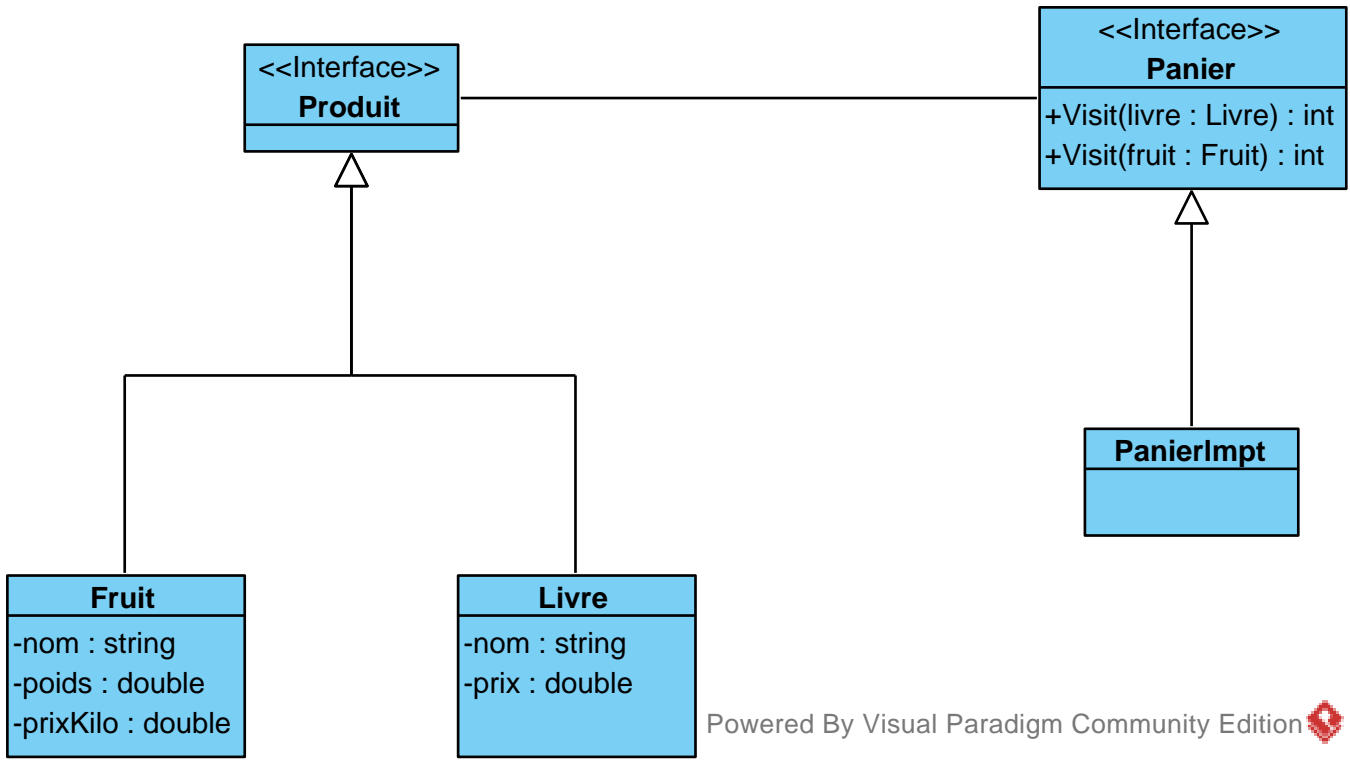 <<Interface>>
Produit
<<Interface>>
Panier
+Visit(livre : Livre) : int
+Visit(fruit : Fruit) : int
PanierImpt
Fruit
-nom : string
-poids : double
-prixKilo : double
Livre
-nom : string
-prix : double
Powered By Visual Paradigm Community Edition